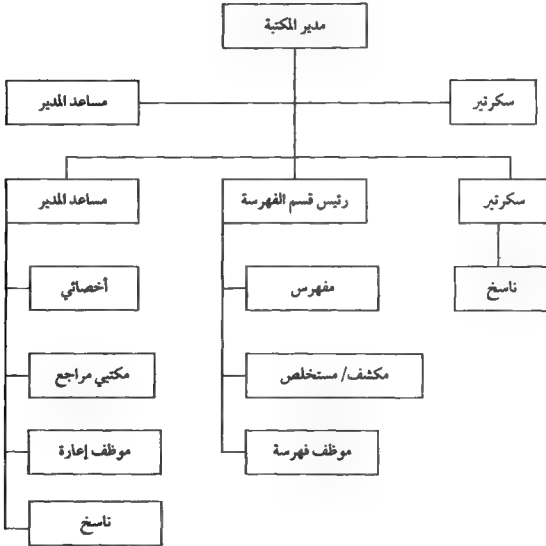 مدير المكتبة
سكرتير
مساعد المدير
سكرتير
رئيس قسم الفهرسة
مساعد المدير
ناسخ
مفهرس
أخصائي
مكشف/ مستخلص
مكتبي مراجع
موظف فهرسة
موظف إعارة
ناسخ